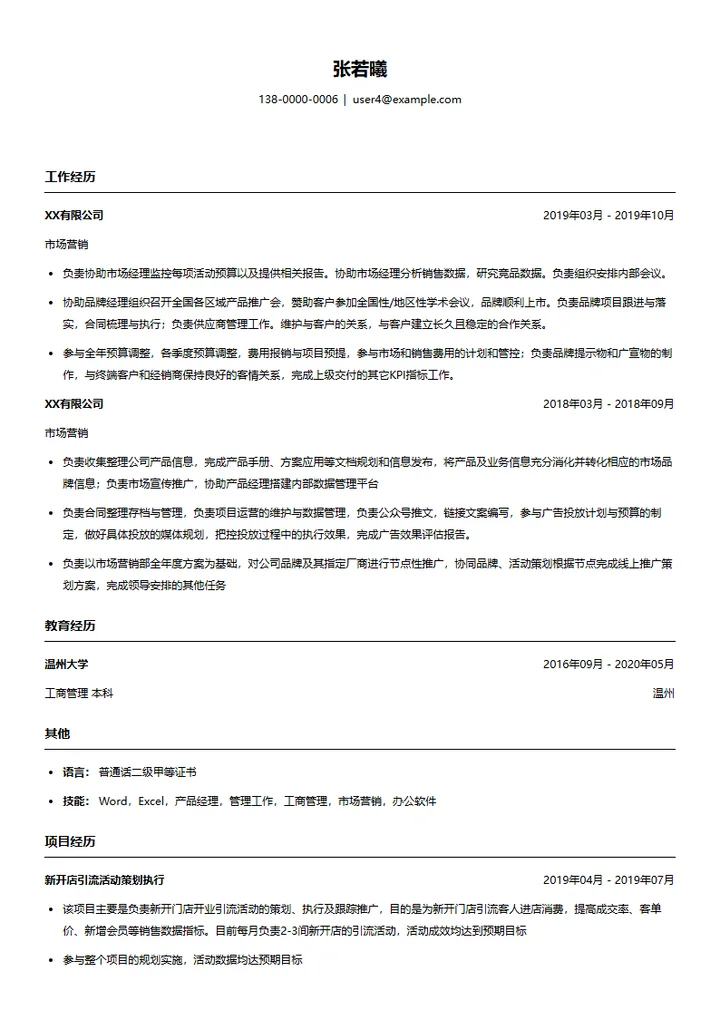 张若曦
138-0000-0006 | user4@example.com
工作经历
XX有限公司 2019年03月 - 2019年10月
市场营销
• 负责协助市场经理监控每项活动预算以及提供相关报告。协助市场经理分析销售数据，研究竞品数据。负责组织安排内部会议。
• 协助品牌经理组织召开全国各区域产品推广会，赞助客户参加全国性/地区性学术会议，品牌顺利上市。负责品牌项目跟进与落
实，合同梳理与执行；负责供应商管理工作。维护与客户的关系，与客户建立长久且稳定的合作关系。
• 参与全年预算调整，各季度预算调整，费用报销与项目预提，参与市场和销售费用的计划和管控；负责品牌提示物和广宣物的制
作，与终端客户和经销商保持良好的客情关系，完成上级交付的其它KPI指标工作。
XX有限公司 2018年03月 - 2018年09月
市场营销
• 负责收集整理公司产品信息，完成产品手册、方案应用等文档规划和信息发布，将产品及业务信息充分消化并转化相应的市场品
牌信息；负责市场宣传推广，协助产品经理搭建内部数据管理平台
• 负责合同整理存档与管理，负责项目运营的维护与数据管理，负责公众号推文，链接文案编写，参与广告投放计划与预算的制
定，做好具体投放的媒体规划，把控投放过程中的执行效果，完成广告效果评估报告。
• 负责以市场营销部全年度方案为基础，对公司品牌及其指定厂商进行节点性推广，协同品牌、活动策划根据节点完成线上推广策
划方案，完成领导安排的其他任务
教育经历
温州大学 2016年09月 - 2020年05月
工商管理 本科 温州
其他
• 语言： 普通话二级甲等证书
• 技能： Word，Excel，产品经理，管理工作，工商管理，市场营销，办公软件
项目经历
新开店引流活动策划执行 2019年04月 - 2019年07月
• 该项目主要是负责新开门店开业引流活动的策划、执行及跟踪推广，目的是为新开门店引流客人进店消费，提高成交率、客单
价、新增会员等销售数据指标。目前每月负责2-3间新开店的引流活动，活动成效均达到预期目标
• 参与整个项目的规划实施，活动数据均达预期目标